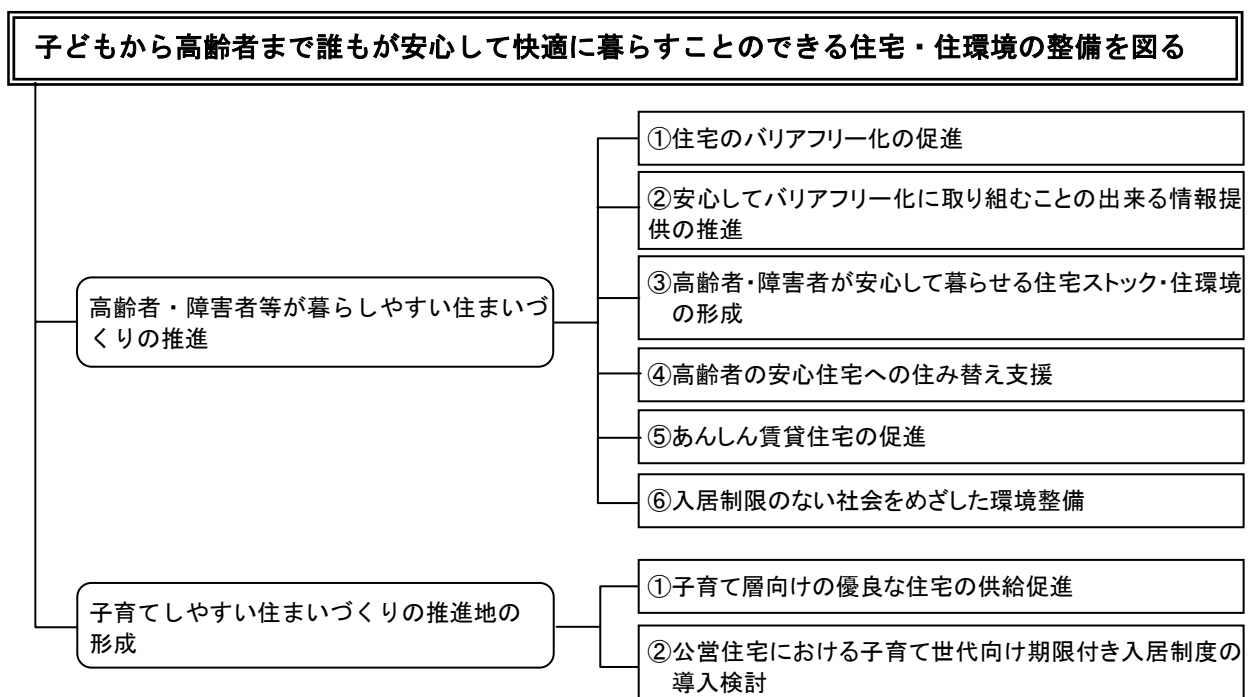 子どもから高齢者まで誰もが安心して快適に暮らすことのできる住宅・住環境の整備を図る
高齢者・障害者等が暮らしやすい住まいづ
くりの推進
①住宅のバリアフリー化の促進
②安心してバリアフリー化に取り組むことの出来る情報提
供の推進
③高齢者・障害者が安心して暮らせる住宅ストック・住環境
の形成
④高齢者の安心住宅への住み替え支援
⑤あんしん賃貸住宅の促進
⑥入居制限のない社会をめざした環境整備
子育てしやすい住まいづくりの推進地の
形成
①子育て層向けの優良な住宅の供給促進
②公営住宅における子育て世代向け期限付き入居制度の
導入検討